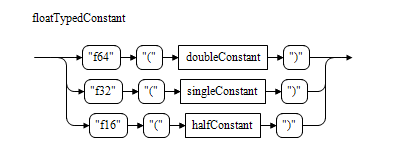 floatTypedConstant
"f64" "(" doubleConstant ")"
"f32" "(" singleConstant ")"
"f16" "(" halfConstant ")"